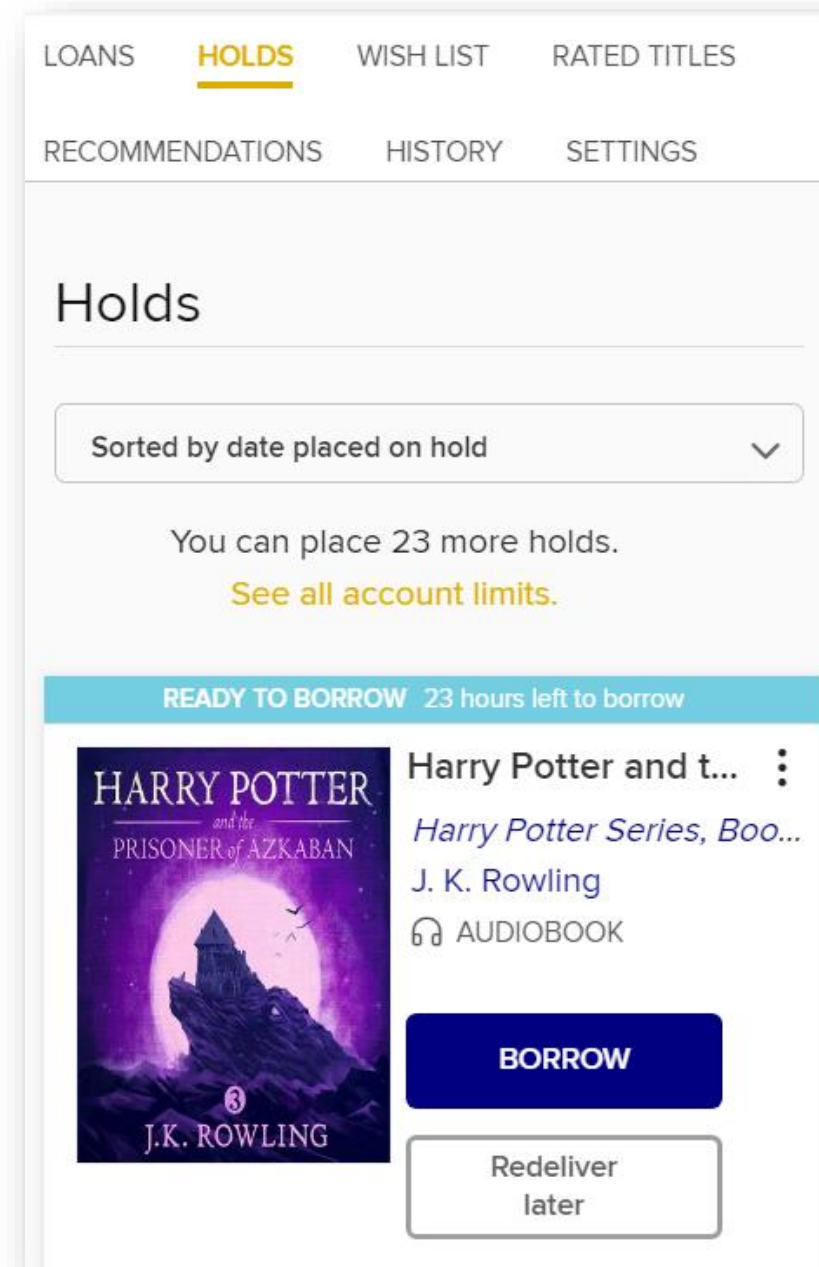 LOANS HOLDS WISH LIST RATED TITLES
RECOMMENDATIONS HISTORY SETTINGS
Holds
Sorted by date placed on hold
You can place 23 more holds.
See all account limits.
READY TO BORROW 23 hours left to borrow
HARRY POTTER
and the
PRISONER of AZKABAN
3
J.K. ROWLING
Harry Potter and t...
Harry Potter Series, Boo...
J. K. Rowling
AUDIOBOOK
BORROW
Redeliver
later